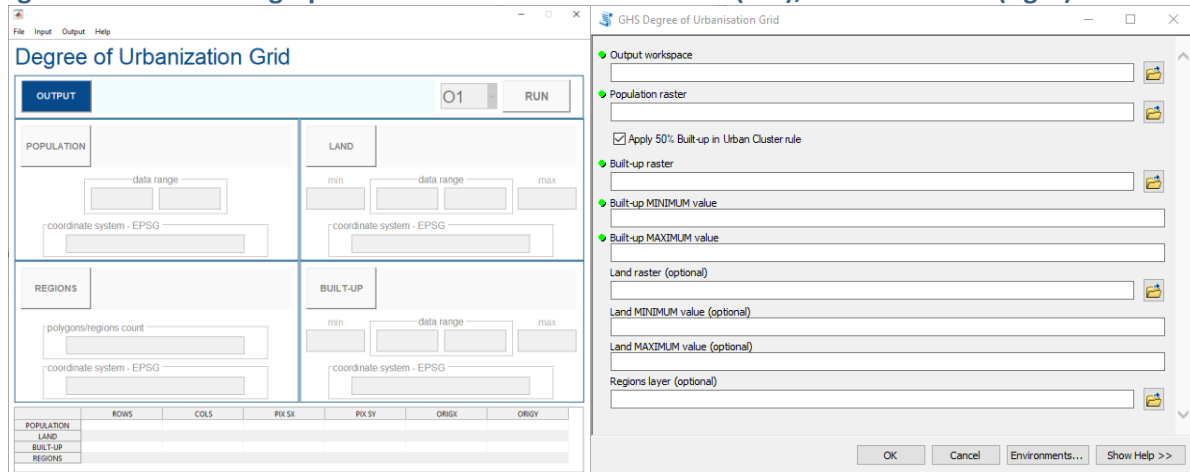 File Input Output Help
Degree of Urbanization Grid
OUTPUT
O1
RUN
POPULATION
data range
coordinate system - EPSG
LAND
min
data range
max
coordinate system - EPSG
REGIONS
polygons/regions count
coordinate system - EPSG
BUILT-UP
min
data range
max
coordinate system - EPSG
ROWS COLS PIX SX PIX SY ORIGX ORIGY
POPULATION
LAND
BUILT-UP
REGIONS
GHS Degree of Urbanisation Grid
Output workspace
Population raster
Apply 50% Built-up in Urban Cluster rule
Built-up raster
Built-up MINIMUM value
Built-up MAXIMUM value
Land raster (optional)
Land MINIMUM value (optional)
Land MAXIMUM value (optional)
Regions layer (optional)
OK Cancel Environments... Show Help >>